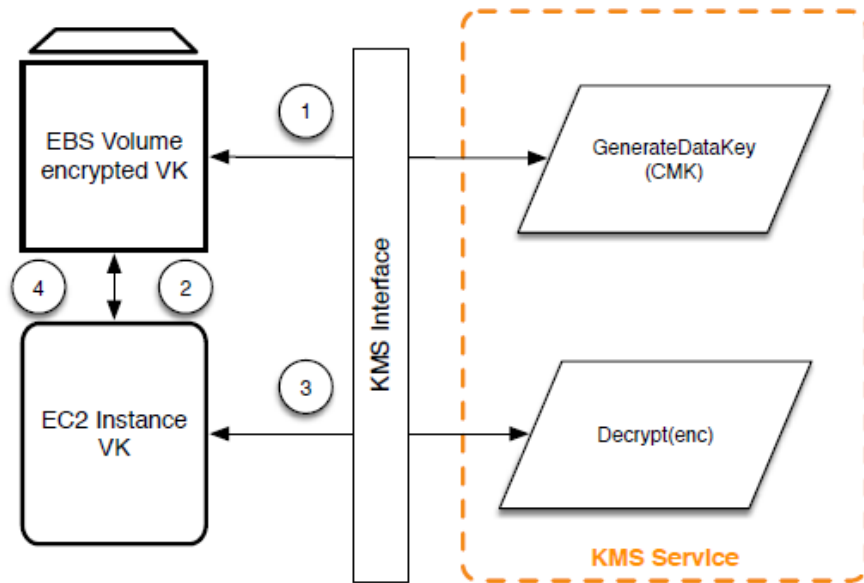 1
EBS Volume
encrypted VK
GenerateDataKey
(CMK)
4
2
KMS Interface
3
EC2 Instance
VK
Decrypt(enc)
KMS Service